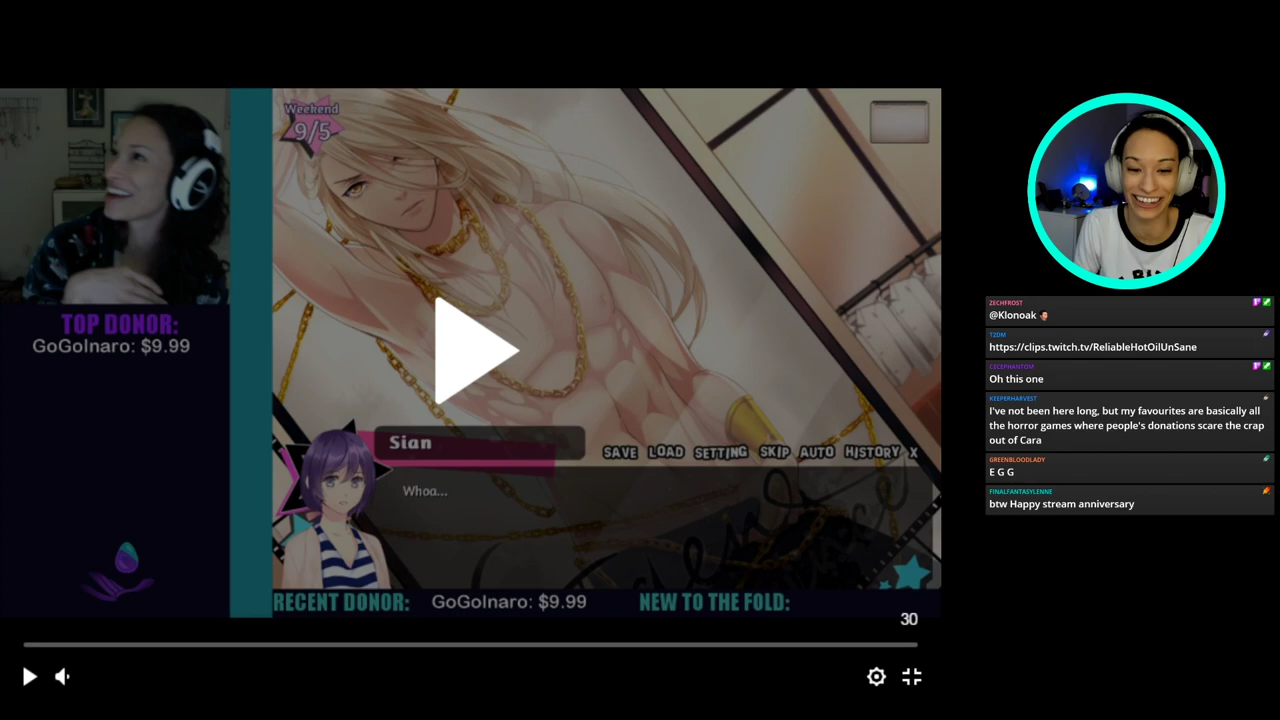 Weekend
9/5
TOP DONOR:
GoGoInaro: $9.99
Sian
SAVE LOAD SETTING SKIP AUTO HISTORY X
Whoa...
RECENT DONOR: GoGoInaro: $9.99 NEW TO THE FOLD:
30
ZECHFROST
@Klonoak
T2DM
https://clips.twitch.tv/ReliableHotOilUnSane
CECEPHANTOM
Oh this one
KEEPERHARVEST
I've not been here long, but my favourites are basically all
the horror games where people's donations scare the crap
out of Cara
GREENBLOODLADY
E G G
FINALFANTASYLENNE
btw Happy stream anniversary